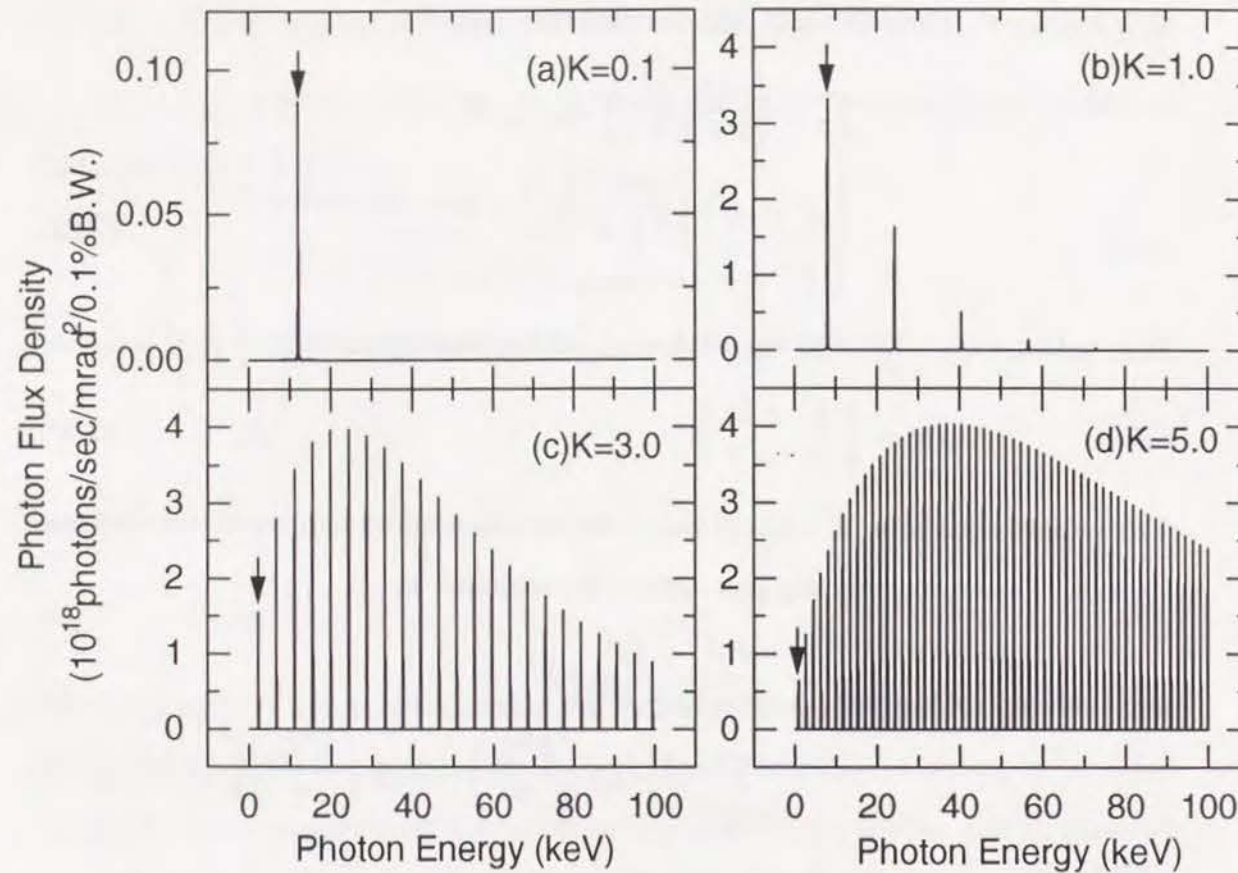 Photon Flux Density
(10¹⁸photons/sec/mrad²/0.1%B.W.)
0.10
0.05
0.00
(a)K=0.1
4
3
2
1
0
(b)K=1.0
4
3
2
1
0
(c)K=3.0
4
3
2
1
0
(d)K=5.0
0 20 40 60 80 100
Photon Energy (keV)
0 20 40 60 80 100
Photon Energy (keV)